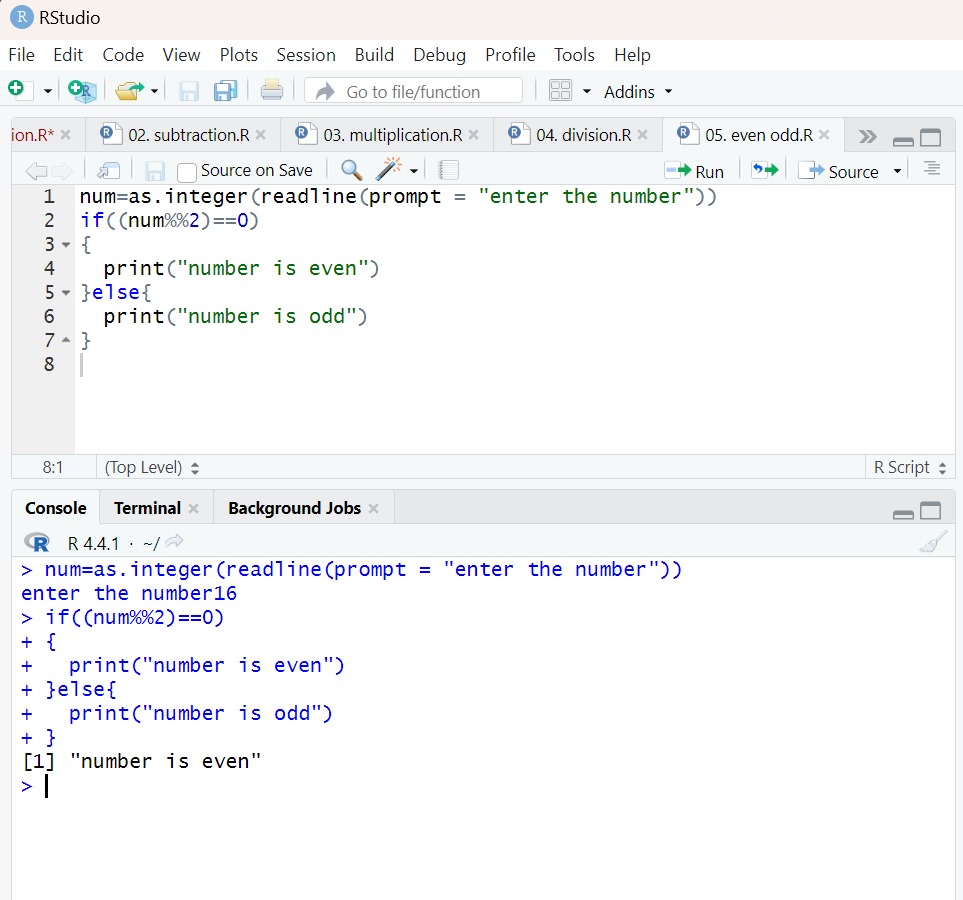 R RStudio
File Edit Code View Plots Session Build Debug Profile Tools Help
Go to file/function Addins
ion.R* 02. subtraction.R 03. multiplication.R 04. division.R 05. even odd.R
Source on Save Run Source
1 num=as.integer(readline(prompt = "enter the number"))
2 if((num%%2)==0)
3 {
4   print("number is even")
5 }else{
6   print("number is odd")
7 }
8
8:1 (Top Level) R Script
Console Terminal Background Jobs
R R 4.4.1 · ~/
> num=as.integer(readline(prompt = "enter the number"))
enter the number16
> if((num%%2)==0)
+ {
+   print("number is even")
+ }else{
+   print("number is odd")
+ }
[1] "number is even"
>